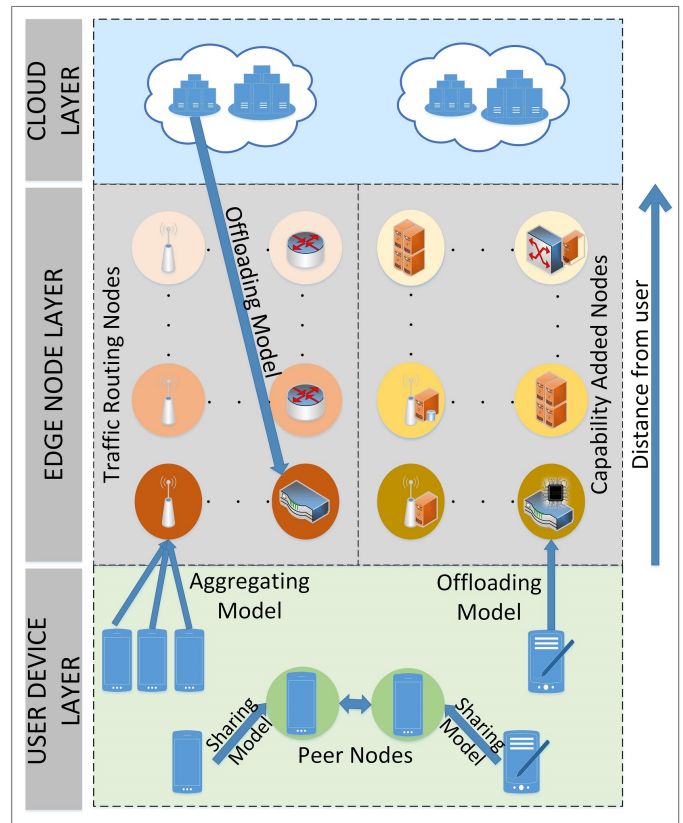 CLOUD
LAYER
EDGE NODE LAYER
USER DEVICE
LAYER
Traffic Routing Nodes
Offloading Model
Capability Added Nodes
Distance from user
Aggregating
Model
Offloading
Model
Sharing
Model
Peer Nodes
Sharing
Model